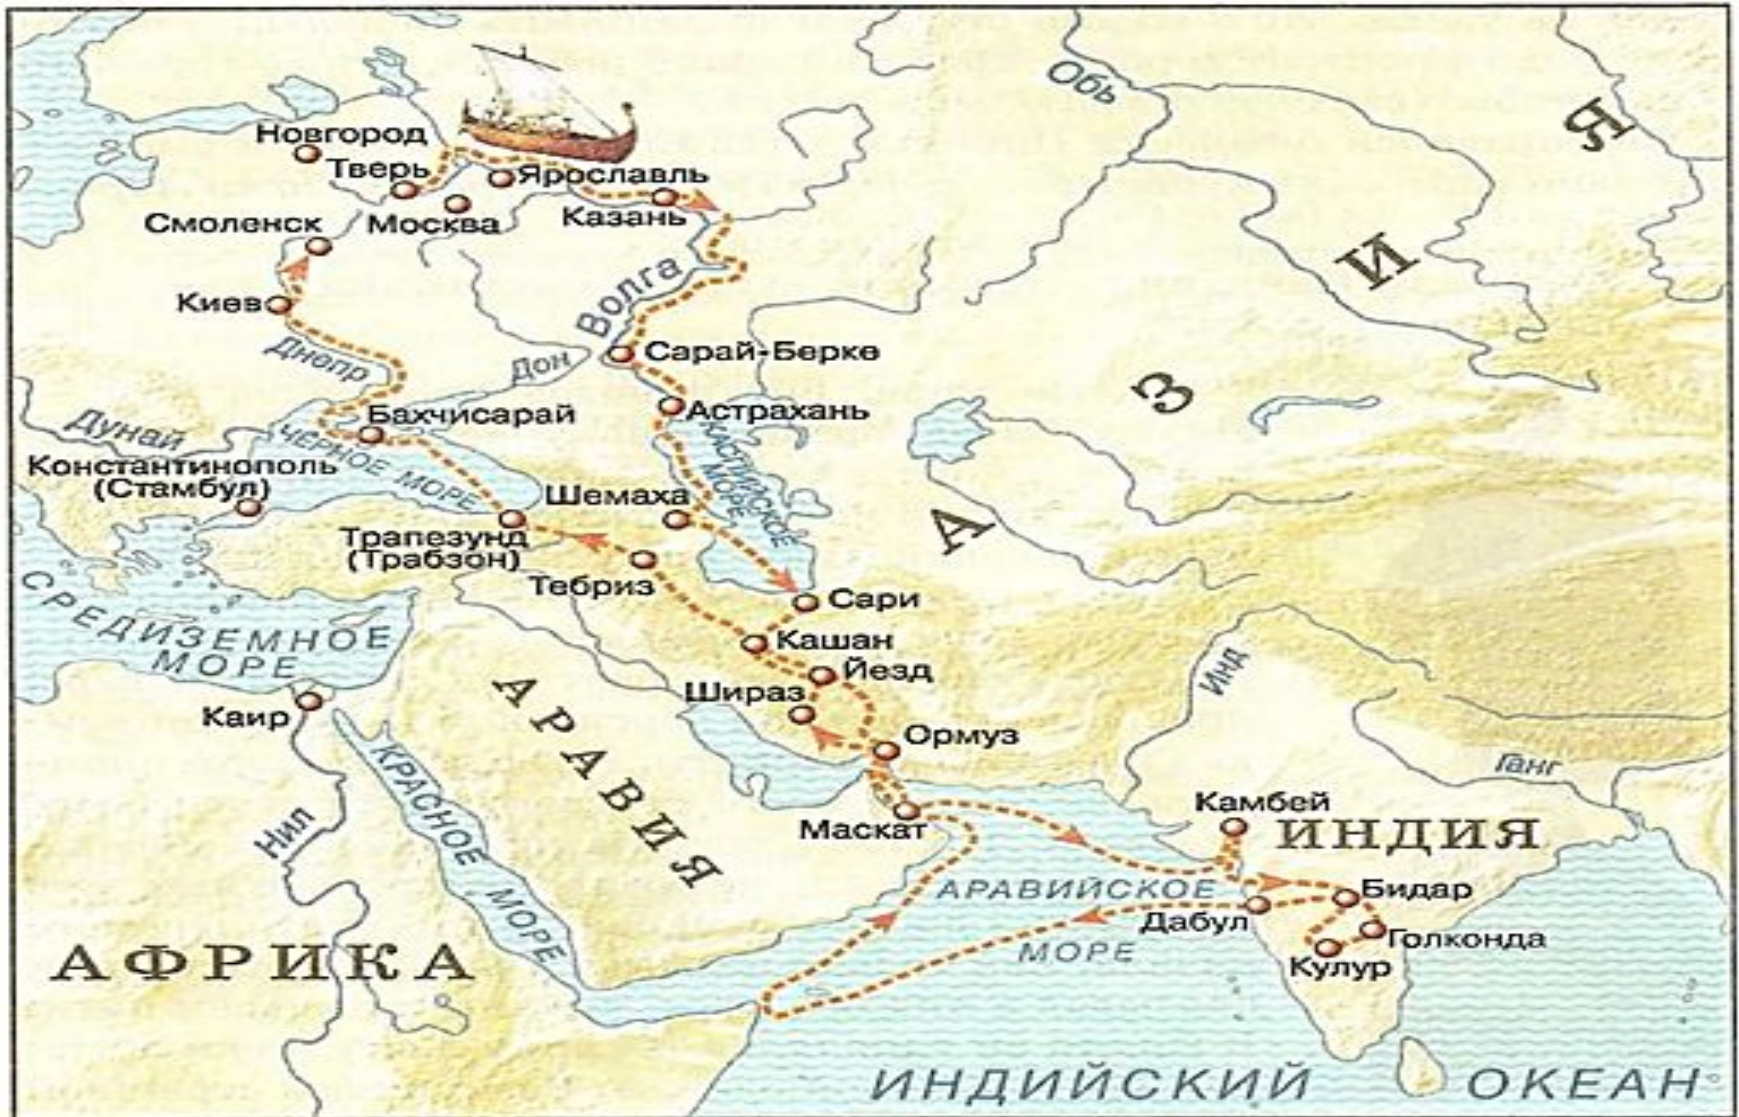 Обь
Новгород
Тверь
Ярославль
Смоленск
Москва
Казань
Киев
Волга
Днепр
Дон
Сарай-Берке
Бахчисарай
Астрахань
Дунай
ЧЁРНОЕ МОРЕ
КАСПИЙСКОЕ
МОРЕ
Константинополь
(Стамбул)
Шемаха
Трапезунд
(Трабзон)
Тебриз
Сари
СРЕДИЗЕМНОЕ
МОРЕ
Кашан
Йезд
Шираз
Ормуз
Каир
АРАВИЯ
КРАСНОЕ МОРЕ
Нил
Маскат
Инд
Ганг
Камбей
ИНДИЯ
АРАВИЙСКОЕ
МОРЕ
Бидар
Дабул
Голконда
Кулур
АФРИКА
АЗИЯ
ИНДИЙСКИЙ ОКЕАН